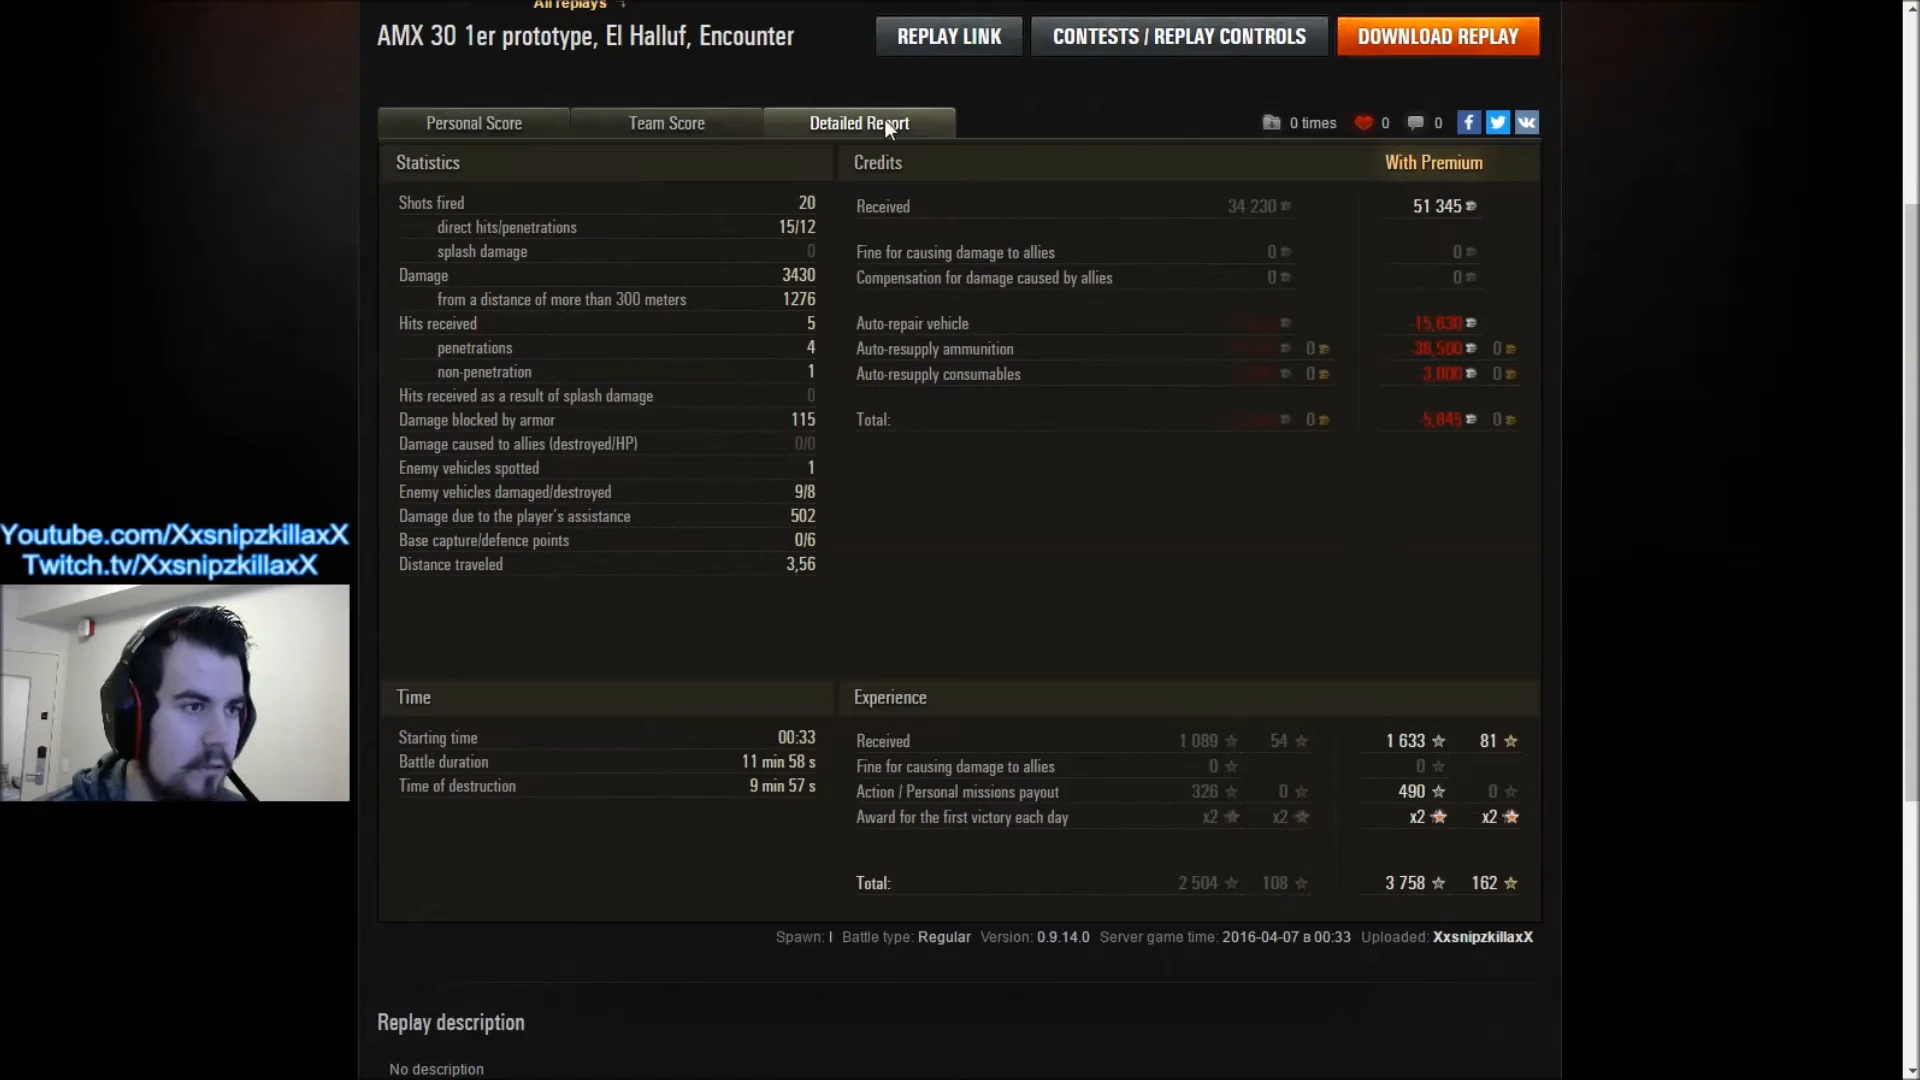 All replays
AMX 30 1er prototype, El Halluf, Encounter
REPLAY LINK
CONTESTS / REPLAY CONTROLS
DOWNLOAD REPLAY
Personal Score
Team Score
Detailed Report
0 times 0 0
Statistics
Shots fired 20
direct hits/penetrations 15/12
splash damage 0
Damage 3430
from a distance of more than 300 meters 1276
Hits received 5
penetrations 4
non-penetration 1
Hits received as a result of splash damage 0
Damage blocked by armor 115
Damage caused to allies (destroyed/HP) 0/0
Enemy vehicles spotted 1
Enemy vehicles damaged/destroyed 9/8
Damage due to the player's assistance 502
Base capture/defence points 0/6
Distance traveled 3,56
Credits With Premium
Received 34 230 51 345
Fine for causing damage to allies 0 0
Compensation for damage caused by allies 0 0
Auto-repair vehicle -15,630
Auto-resupply ammunition 0 0
Auto-resupply consumables 0 0
Total: 0 0
Youtube.com/XxsnipzkillaxX
Twitch.tv/XxsnipzkillaxX
Time
Starting time 00:33
Battle duration 11 min 58 s
Time of destruction 9 min 57 s
Experience
Received 1 089 54 1 633 81
Fine for causing damage to allies 0 0
Action / Personal missions payout 326 0 490 0
Award for the first victory each day x2 x2 x2 x2
Total: 2 504 108 3 758 162
Spawn: I Battle type: Regular Version: 0.9.14.0 Server game time: 2016-04-07 в 00:33 Uploaded: XxsnipzkillaxX
Replay description
No description